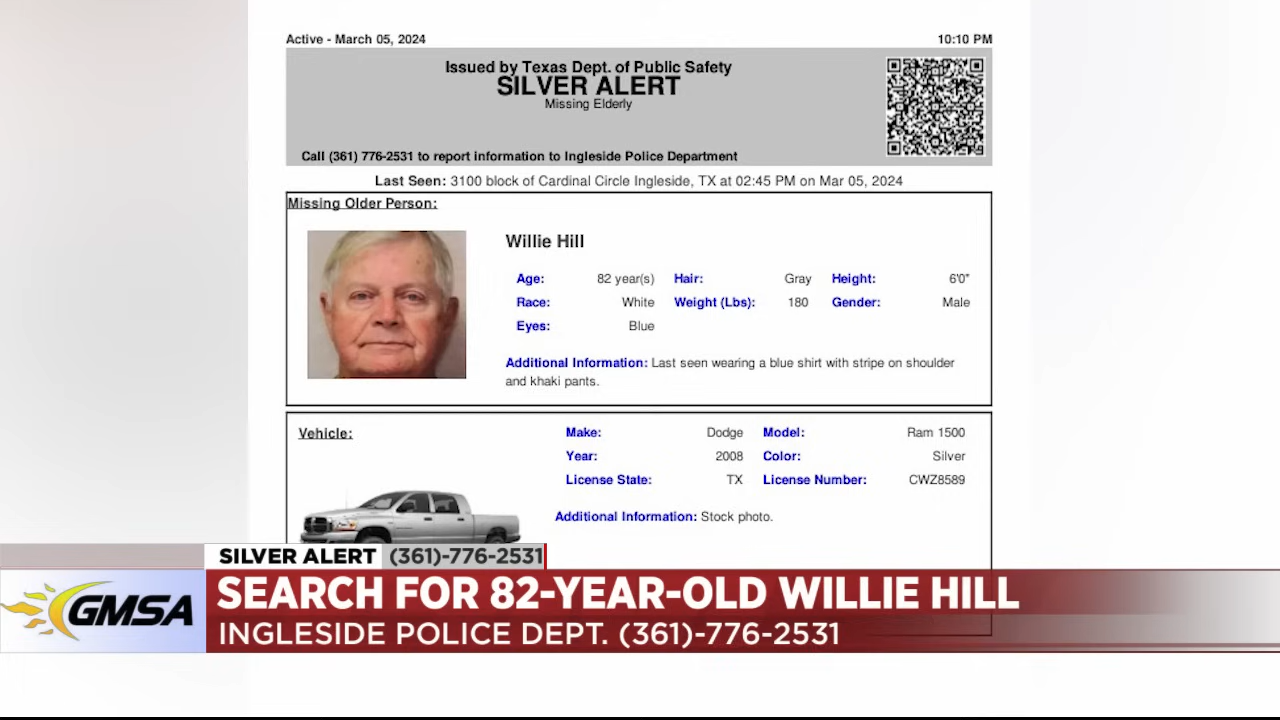 Active - March 05, 2024 10:10 PM
Issued by Texas Dept. of Public Safety
SILVER ALERT
Missing Elderly
Call (361) 776-2531 to report information to Ingleside Police Department
Last Seen: 3100 block of Cardinal Circle Ingleside, TX at 02:45 PM on Mar 05, 2024
Missing Older Person:
Willie Hill
Age: 82 year(s) Hair: Gray Height: 6'0"
Race: White Weight (Lbs): 180 Gender: Male
Eyes: Blue
Additional Information: Last seen wearing a blue shirt with stripe on shoulder
and khaki pants.
Vehicle:
Make: Dodge Model: Ram 1500
Year: 2008 Color: Silver
License State: TX License Number: CWZ8589
Additional Information: Stock photo.
SILVER ALERT (361)-776-2531
GMSA
SEARCH FOR 82-YEAR-OLD WILLIE HILL
INGLESIDE POLICE DEPT. (361)-776-2531